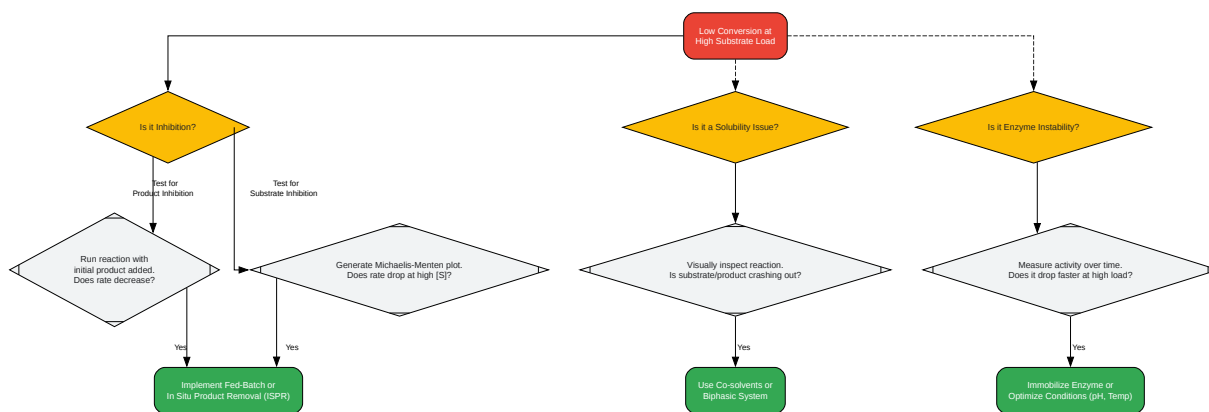 Low Conversion at
High Substrate Load
Is it Inhibition?
Is it a Solubility Issue?
Is it Enzyme Instability?
Test for
Product Inhibition
Test for
Substrate Inhibition
Run reaction with
initial product added.
Does rate decrease?
Generate Michaelis-Menten plot.
Does rate drop at high [S]?
Visually inspect reaction.
Is substrate/product crashing out?
Measure activity over time.
Does it drop faster at high load?
Yes
Yes
Yes
Yes
Implement Fed-Batch or
In Situ Product Removal (ISPR)
Use Co-solvents or
Biphasic System
Immobilize Enzyme or
Optimize Conditions (pH, Temp)